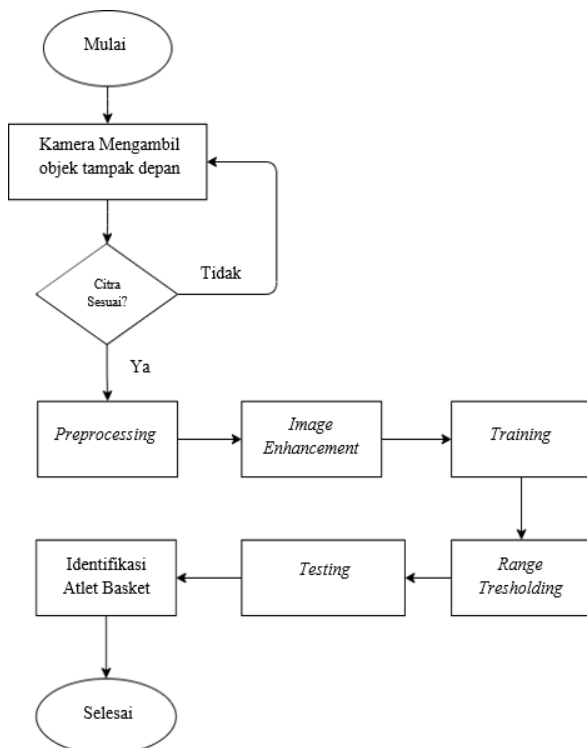 Mulai
Kamera Mengambil
objek tampak depan
Citra
Sesuai?
Tidak
Ya
Preprocessing
Image
Enhancement
Training
Range
Tresholding
Testing
Identifikasi
Atlet Basket
Selesai